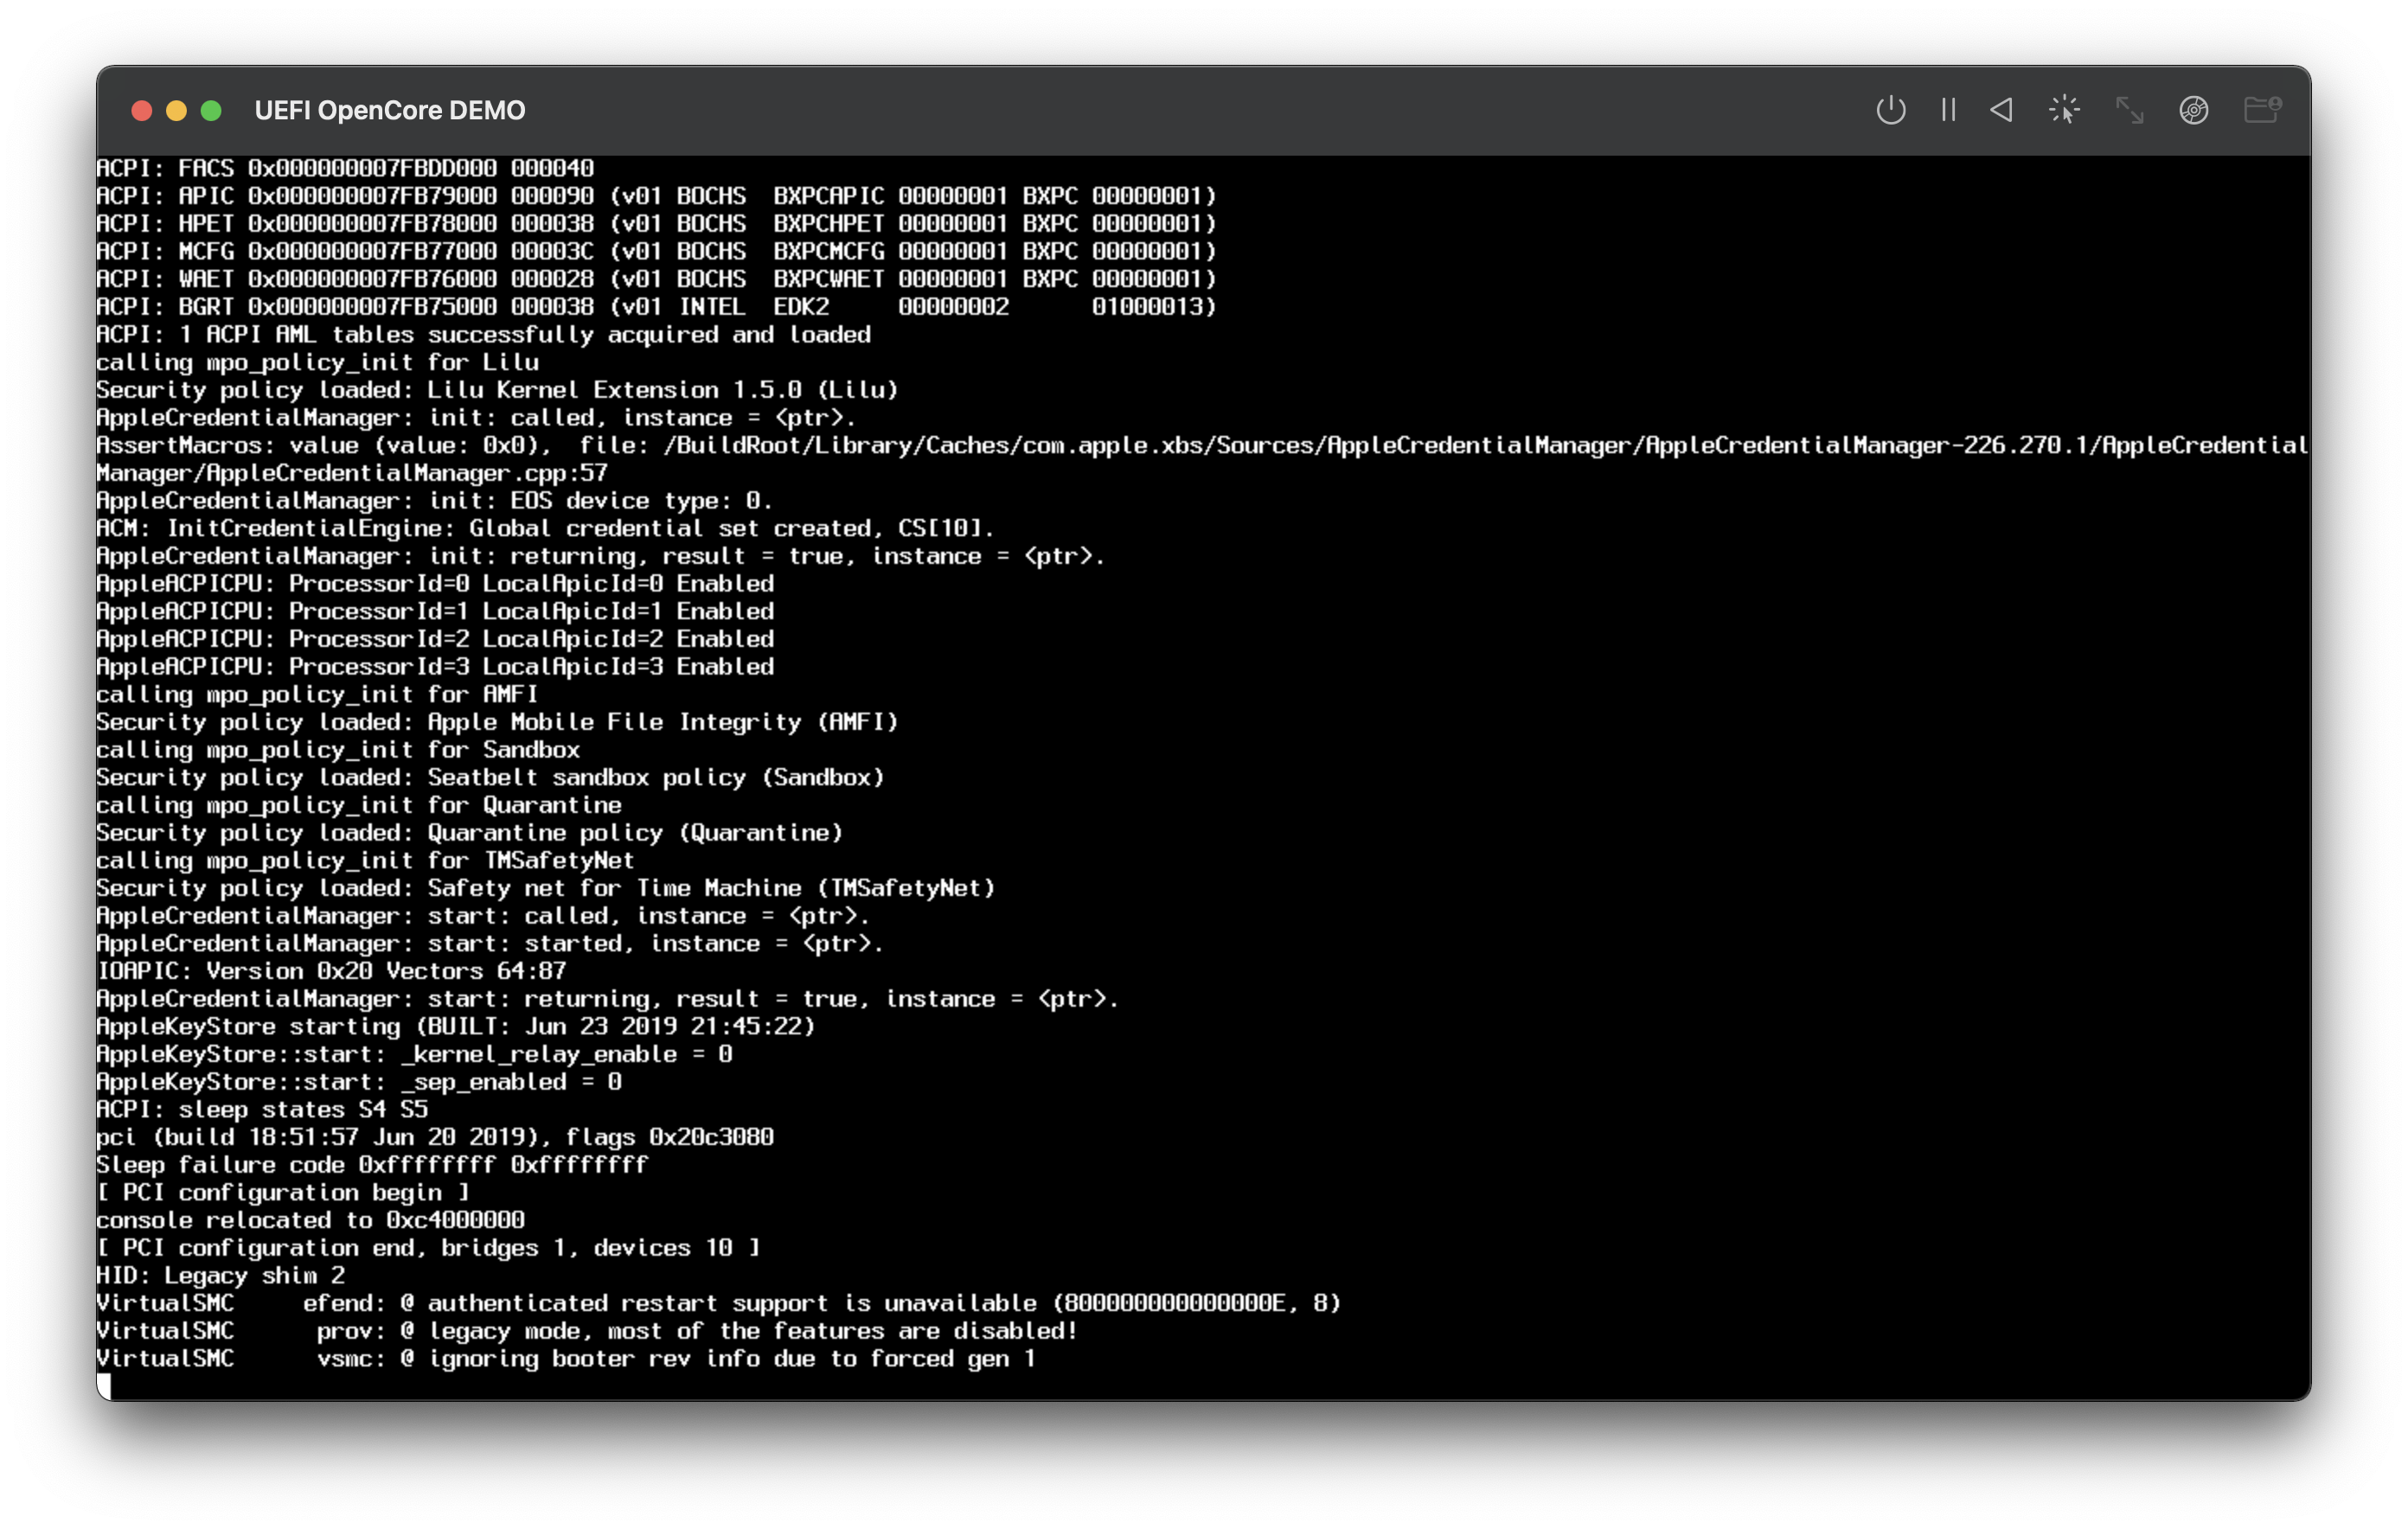 UEFI OpenCore DEMO
ACPI: FACS 0x000000007FBDD000 000040
ACPI: APIC 0x000000007FB79000 000090 (v01 BOCHS  BXPCAPIC 00000001 BXPC 00000001)
ACPI: HPET 0x000000007FB78000 000038 (v01 BOCHS  BXPCHPET 00000001 BXPC 00000001)
ACPI: MCFG 0x000000007FB77000 00003C (v01 BOCHS  BXPCMCFG 00000001 BXPC 00000001)
ACPI: WAET 0x000000007FB76000 000028 (v01 BOCHS  BXPCWAET 00000001 BXPC 00000001)
ACPI: BGRT 0x000000007FB75000 000038 (v01 INTEL  EDK2     00000002      01000013)
ACPI: 1 ACPI AML tables successfully acquired and loaded
calling mpo_policy_init for Lilu
Security policy loaded: Lilu Kernel Extension 1.5.0 (Lilu)
AppleCredentialManager: init: called, instance = <ptr>.
AssertMacros: value (value: 0x0),  file: /BuildRoot/Library/Caches/com.apple.xbs/Sources/AppleCredentialManager/AppleCredentialManager-226.270.1/AppleCredential
Manager/AppleCredentialManager.cpp:57
AppleCredentialManager: init: EOS device type: 0.
ACM: InitCredentialEngine: Global credential set created, CS[10].
AppleCredentialManager: init: returning, result = true, instance = <ptr>.
AppleACPICPU: ProcessorId=0 LocalApicId=0 Enabled
AppleACPICPU: ProcessorId=1 LocalApicId=1 Enabled
AppleACPICPU: ProcessorId=2 LocalApicId=2 Enabled
AppleACPICPU: ProcessorId=3 LocalApicId=3 Enabled
calling mpo_policy_init for AMFI
Security policy loaded: Apple Mobile File Integrity (AMFI)
calling mpo_policy_init for Sandbox
Security policy loaded: Seatbelt sandbox policy (Sandbox)
calling mpo_policy_init for Quarantine
Security policy loaded: Quarantine policy (Quarantine)
calling mpo_policy_init for TMSafetyNet
Security policy loaded: Safety net for Time Machine (TMSafetyNet)
AppleCredentialManager: start: called, instance = <ptr>.
AppleCredentialManager: start: started, instance = <ptr>.
IOAPIC: Version 0x20 Vectors 64:87
AppleCredentialManager: start: returning, result = true, instance = <ptr>.
AppleKeyStore starting (BUILT: Jun 23 2019 21:45:22)
AppleKeyStore::start: _kernel_relay_enable = 0
AppleKeyStore::start: _sep_enabled = 0
ACPI: sleep states S4 S5
pci (build 18:51:57 Jun 20 2019), flags 0x20c3080
Sleep failure code 0xffffffff 0xffffffff
[ PCI configuration begin ]
console relocated to 0xc4000000
[ PCI configuration end, bridges 1, devices 10 ]
HID: Legacy shim 2
VirtualSMC     efend: @ authenticated restart support is unavailable (800000000000000E, 8)
VirtualSMC      prov: @ legacy mode, most of the features are disabled!
VirtualSMC      vsmc: @ ignoring booter rev info due to forced gen 1